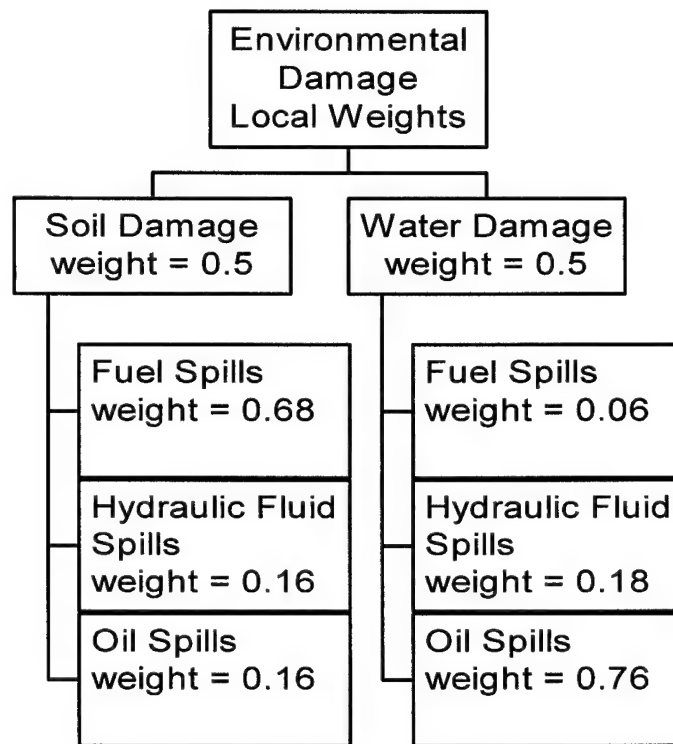 Environmental
Damage
Local Weights
Soil Damage
weight = 0.5
Water Damage
weight = 0.5
Fuel Spills
weight = 0.68
Hydraulic Fluid
Spills
weight = 0.16
Oil Spills
weight = 0.16
Fuel Spills
weight = 0.06
Hydraulic Fluid
Spills
weight = 0.18
Oil Spills
weight = 0.76